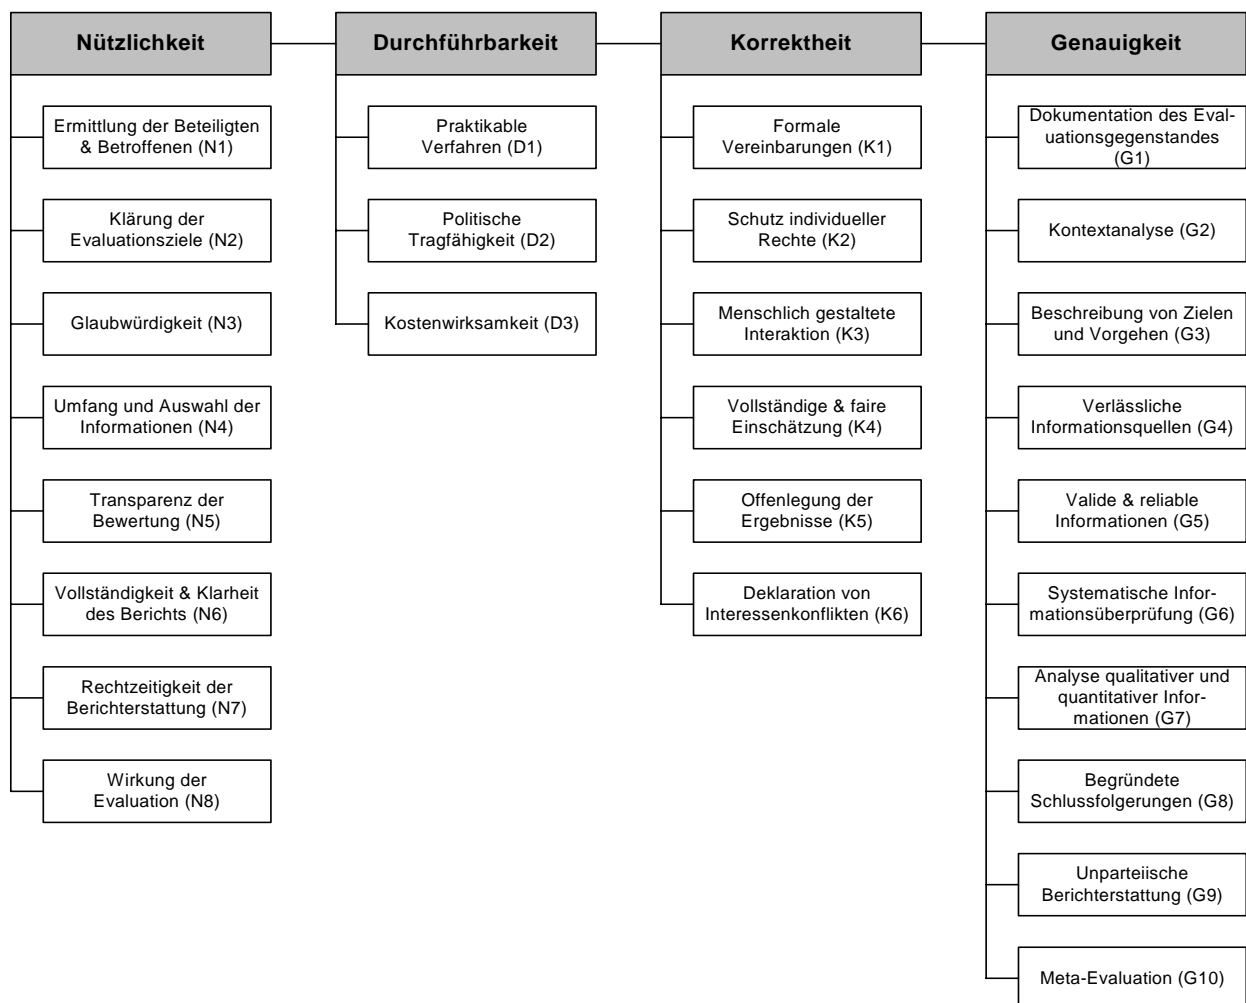 Nützlichkeit
Ermittlung der Beteiligten
& Betroffenen (N1)
Klärung der
Evaluationsziele (N2)
Glaubwürdigkeit (N3)
Umfang und Auswahl der
Informationen (N4)
Transparenz der
Bewertung (N5)
Vollständigkeit & Klarheit
des Berichts (N6)
Rechtzeitigkeit der
Berichterstattung (N7)
Wirkung der
Evaluation (N8)
Durchführbarkeit
Praktikable
Verfahren (D1)
Politische
Tragfähigkeit (D2)
Kostenwirksamkeit (D3)
Korrektheit
Formale
Vereinbarungen (K1)
Schutz individueller
Rechte (K2)
Menschlich gestaltete
Interaktion (K3)
Vollständige & faire
Einschätzung (K4)
Offenlegung der
Ergebnisse (K5)
Deklaration von
Interessenkonflikten (K6)
Genauigkeit
Dokumentation des Eval-
uationsgegenstandes
(G1)
Kontextanalyse (G2)
Beschreibung von Zielen
und Vorgehen (G3)
Verlässliche
Informationsquellen (G4)
Valide & reliable
Informationen (G5)
Systematische Infor-
mationsüberprüfung (G6)
Analyse qualitativer und
quantitativer Infor-
mationen (G7)
Begründete
Schlussfolgerungen (G8)
Unparteiische
Berichterstattung (G9)
Meta-Evaluation (G10)